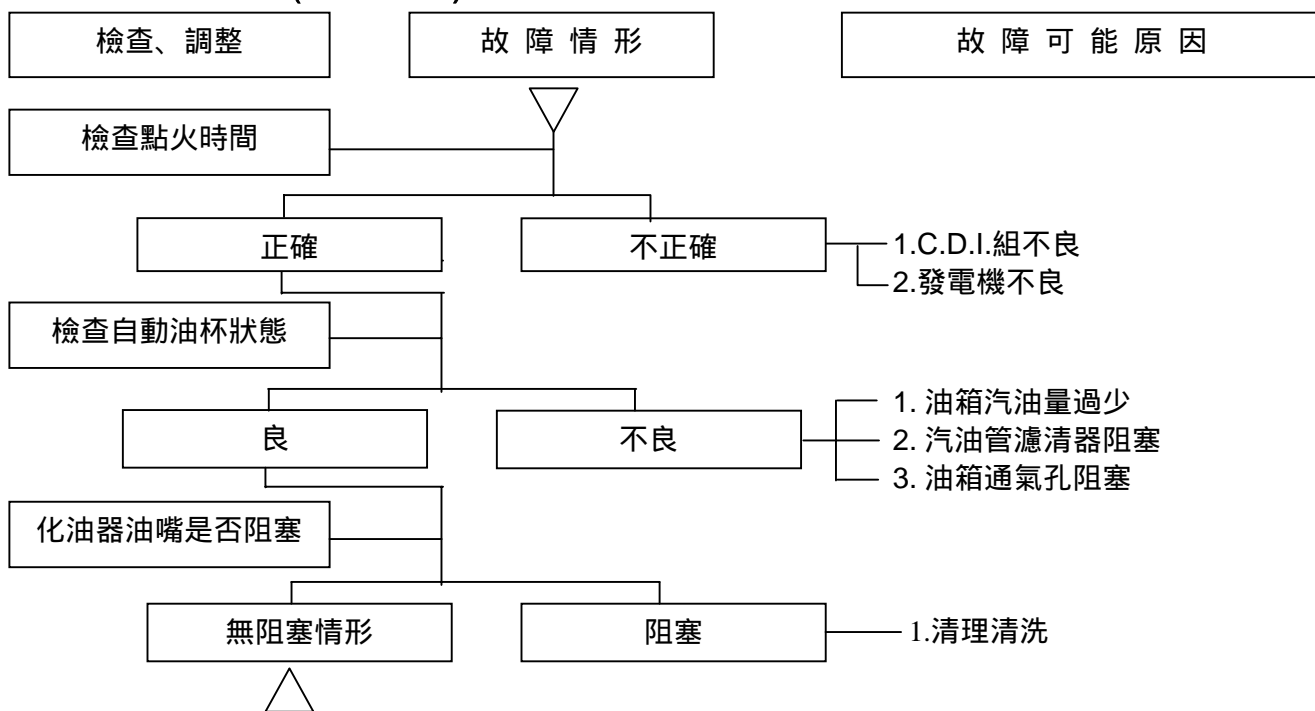 檢查、調整
故障情形
故障可能原因
檢查點火時間
正確
不正確
1.C.D.I.組不良
2.發電機不良
檢查自動油杯狀態
良
不良
1. 油箱汽油量過少
2. 汽油管濾清器阻塞
3. 油箱通氣孔阻塞
化油器油嘴是否阻塞
無阻塞情形
阻塞
1.清理清洗